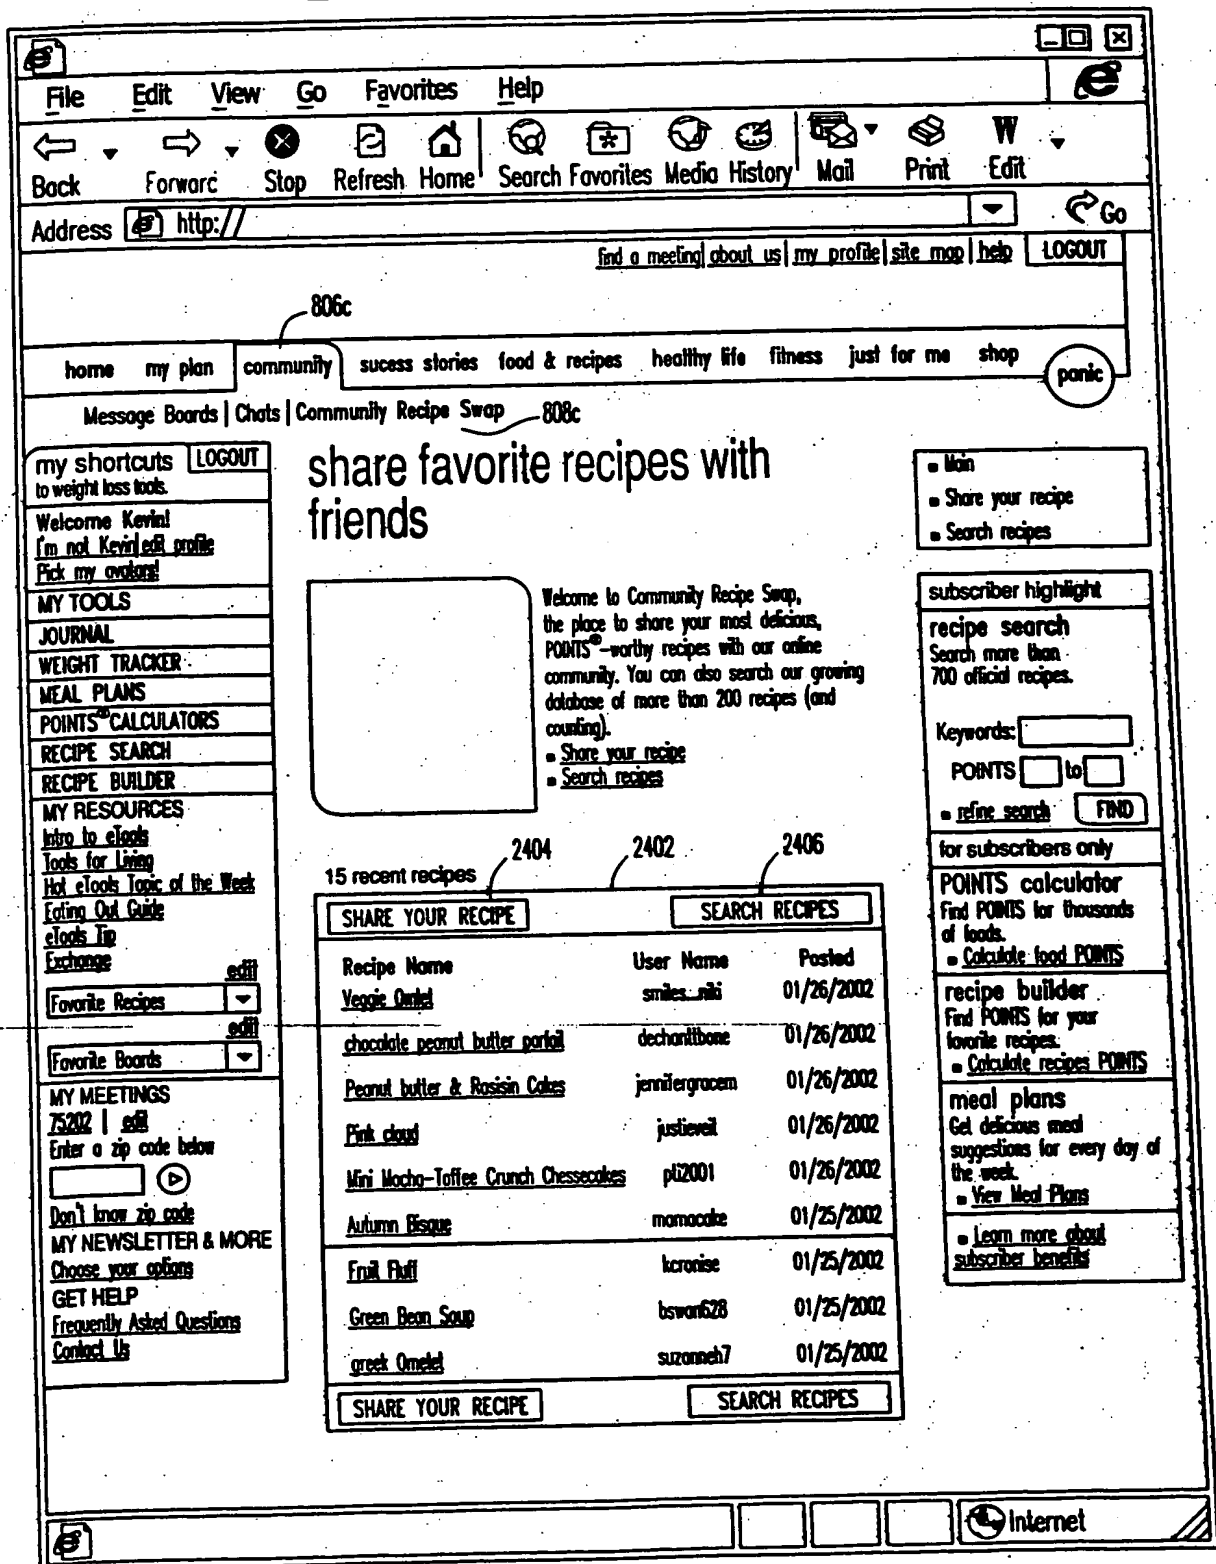 File Edit View Go Favorites Help
Back Forwarc Stop Refresh Home Search Favorites Media History Mail Print Edit
Address http:// Go
find a meeting| about us| my profile| site map| help LOGOUT
806c
home my plan community sucess stories food & recipes healthy life fitness just for me shop panic
Message Boards | Chats | Community Recipe Swap 808c
my shortcuts LOGOUT
to weight loss tools.
Welcome Kevin!
I'm not Kevin|edit profile
Pick my avatars!
MY TOOLS
JOURNAL
WEIGHT TRACKER
MEAL PLANS
POINTS® CALCULATORS
RECIPE SEARCH
RECIPE BUILDER
MY RESOURCES
Intro to eTools
Tools for Living
Hot eTools Topic of the Week
Eating Out Guide
eTools Tip
Exchange
edit
Favorite Recipes
edit
Favorite Boards
MY MEETINGS
75202 | edit
Enter a zip code below
Don't know zip code
MY NEWSLETTER & MORE
Choose your options
GET HELP
Frequently Asked Questions
Contact Us
share favorite recipes with
friends
Welcome to Community Recipe Swap,
the place to share your most delicious,
POINTS®-worthy recipes with our online
community. You can also search our growing
database of more than 200 recipes (and
counting).
Share your recipe
Search recipes
2404 2402 2406
15 recent recipes
SHARE YOUR RECIPE SEARCH RECIPES
Recipe Name User Name Posted
Veggie Omlet smiles_niki 01/26/2002
chocolate peanut butter parfait dechanttbone 01/26/2002
Peanut butter & Rasisin Cakes jennifergracem 01/26/2002
Pink cloud justieveil 01/26/2002
Mini Mocha-Toffee Crunch Chessecakes pti2001 01/26/2002
Autumn Bisque mamacake 01/25/2002
Fruit Fluff kcronise 01/25/2002
Green Bean Soup bswan628 01/25/2002
greek Omelet suzanneh7 01/25/2002
SHARE YOUR RECIPE SEARCH RECIPES
Main
Share your recipe
Search recipes
subscriber highlight
recipe search
Search more than
700 official recipes.
Keywords:
POINTS to
refine search FIND
for subscribers only
POINTS calculator
Find POINTS for thousands
of foods.
Calculate food POINTS
recipe builder
Find POINTS for your
favorite recipes.
Calculate recipes POINTS
meal plans
Get delicious meal
suggestions for every day of
the week.
View Meal Plans
Learn more about
subscriber benefits
Internet